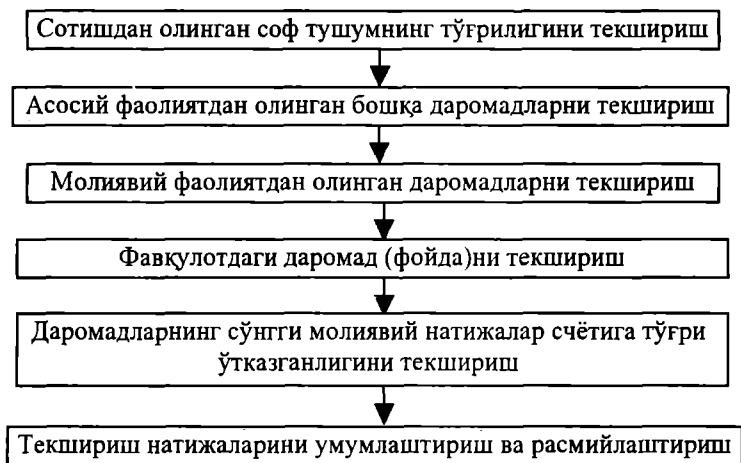 Сотишдан олинган соф тушумнинг тўғрилигини текшириш
Асосий фаолиятдан олинган бошқа даромадларни текшириш
Молиявий фаолиятдан олинган даромадларни текшириш
Фавқулотдаги даромад (фойда)ни текшириш
Даромадларнинг сўнгги молиявий натижалар счётига тўғри
ўтказганлигини текшириш
Текшириш натижаларини умумлаштириш ва расмийлаштириш